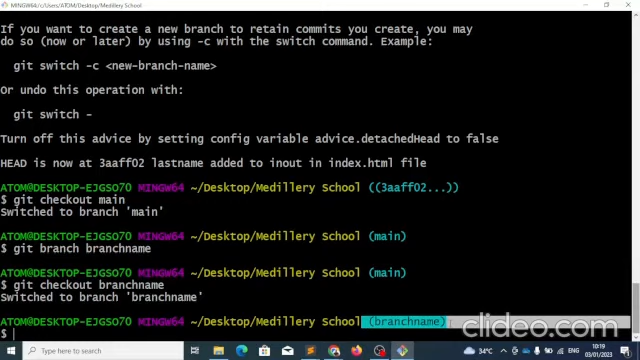 MINGW64:/c/Users/ATOM/Desktop/Medillery School
If you want to create a new branch to retain commits you create, you may
do so (now or later) by using -c with the switch command. Example:
git switch -c <new-branch-name>
Or undo this operation with:
git switch -
Turn off this advice by setting config variable advice.detachedHead to false
HEAD is now at 3aaff02 lastname added to inout in index.html file
ATOM@DESKTOP-EJGSO70 MINGW64 ~/Desktop/Medillery School ((3aaff02...))
$ git checkout main
Switched to branch 'main'
ATOM@DESKTOP-EJGSO70 MINGW64 ~/Desktop/Medillery School (main)
$ git branch branchname
ATOM@DESKTOP-EJGSO70 MINGW64 ~/Desktop/Medillery School (main)
$ git checkout branchname
Switched to branch 'branchname'
ATOM@DESKTOP-EJGSO70 MINGW64 ~/Desktop/Medillery School (branchname)
$
clideo.com
Type here to search
34°C
ENG
10:19
03/01/2023